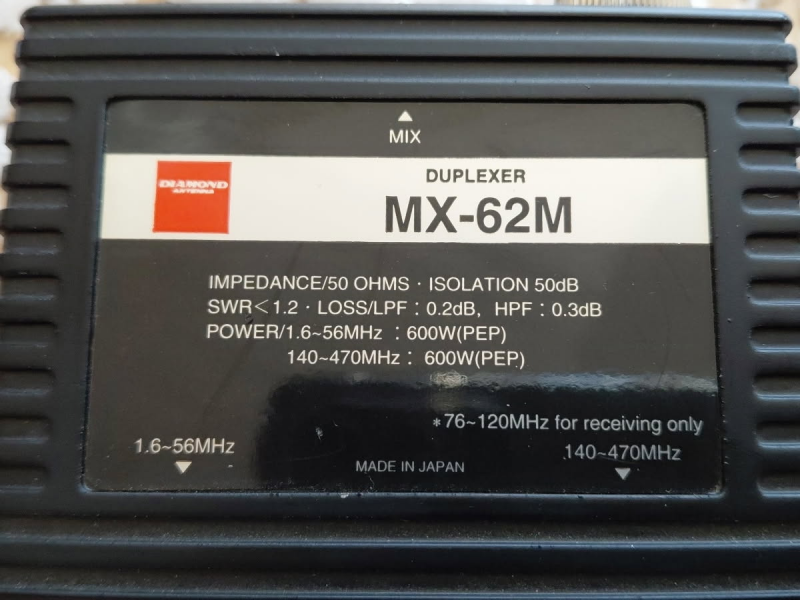 MIX
DIAMOND
ANTENNA
DUPLEXER
MX-62M
IMPEDANCE/50 OHMS · ISOLATION 50dB
SWR<1.2 · LOSS/LPF : 0.2dB, HPF : 0.3dB
POWER/1.6~56MHz : 600W(PEP)
140~470MHz : 600W(PEP)
*76~120MHz for receiving only
1.6~56MHz
140~470MHz
MADE IN JAPAN